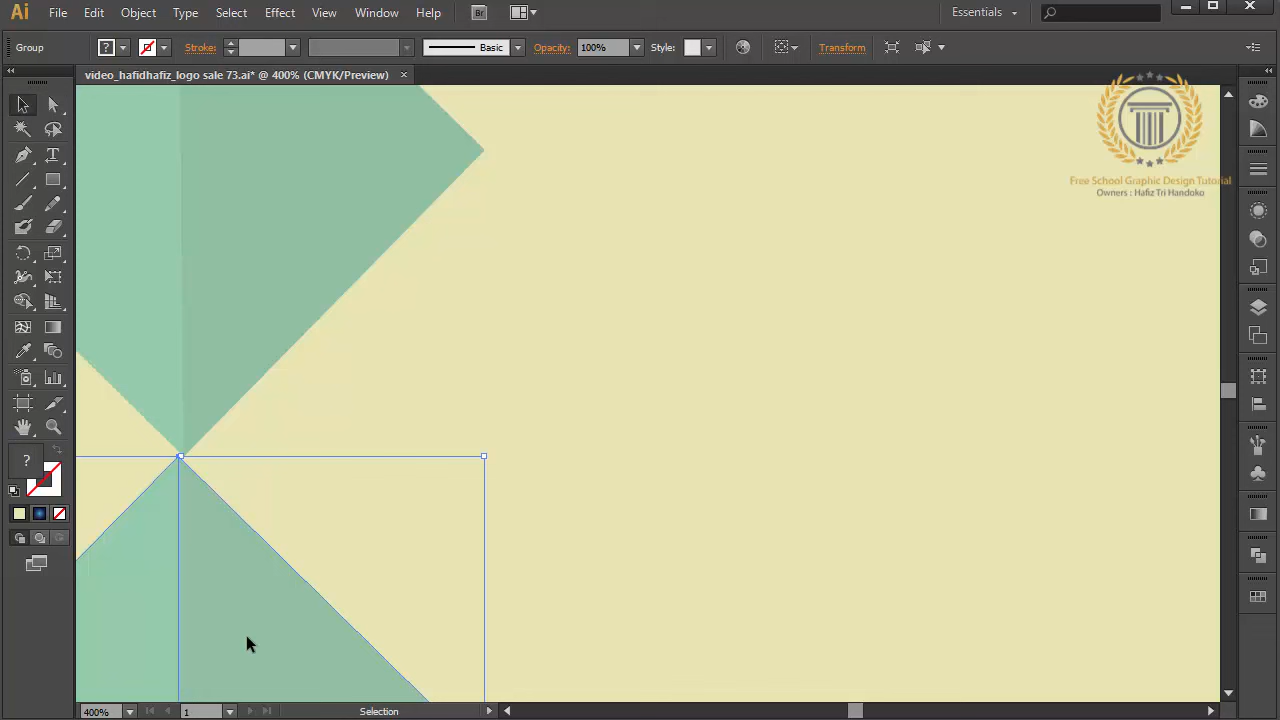 Ai File Edit Object Type Select Effect View Window Help Br Essentials
Group ? Stroke: Basic Opacity: 100% Style: Transform
video_hafidhafiz_logo sale 73.ai* @ 400% (CMYK/Preview) ×
Free School Graphic Design Tutorial
Owners : Hafiz Tri Handoko
T
?
400% 1 Selection